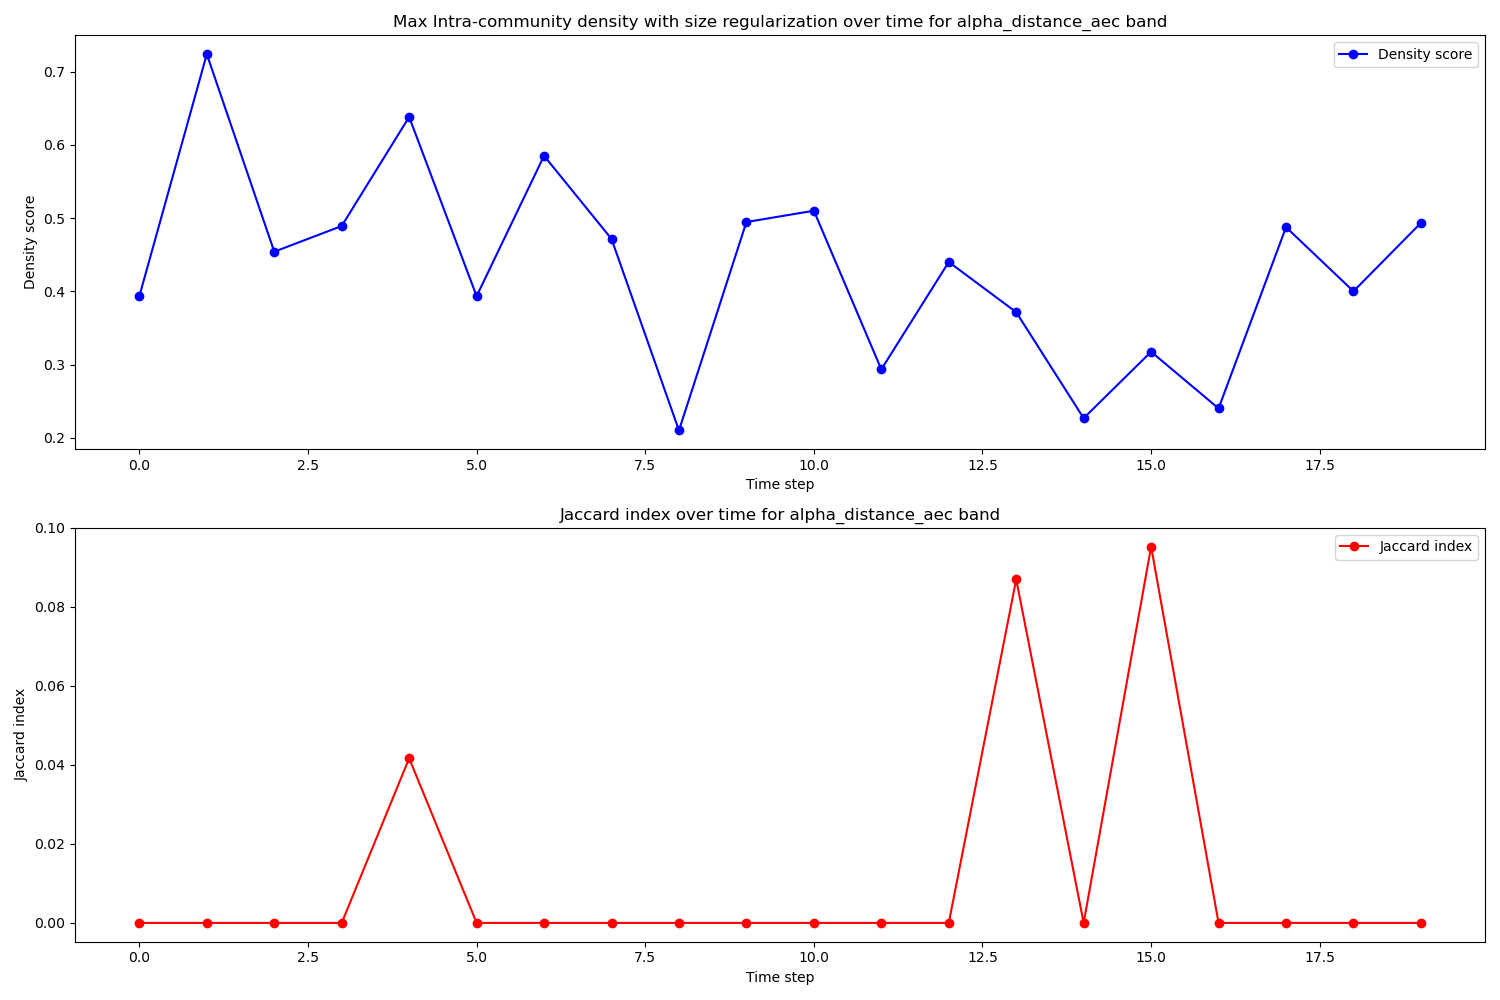 Max Intra-community density with size regularization over time for alpha_distance_aec band
Density score
0.7
0.6
0.5
0.4
0.3
0.2
Density score
0.0 2.5 5.0 7.5 10.0 12.5 15.0 17.5
Time step
Jaccard index over time for alpha_distance_aec band
Jaccard index
0.10
0.08
0.06
0.04
0.02
0.00
Jaccard index
0.0 2.5 5.0 7.5 10.0 12.5 15.0 17.5
Time step